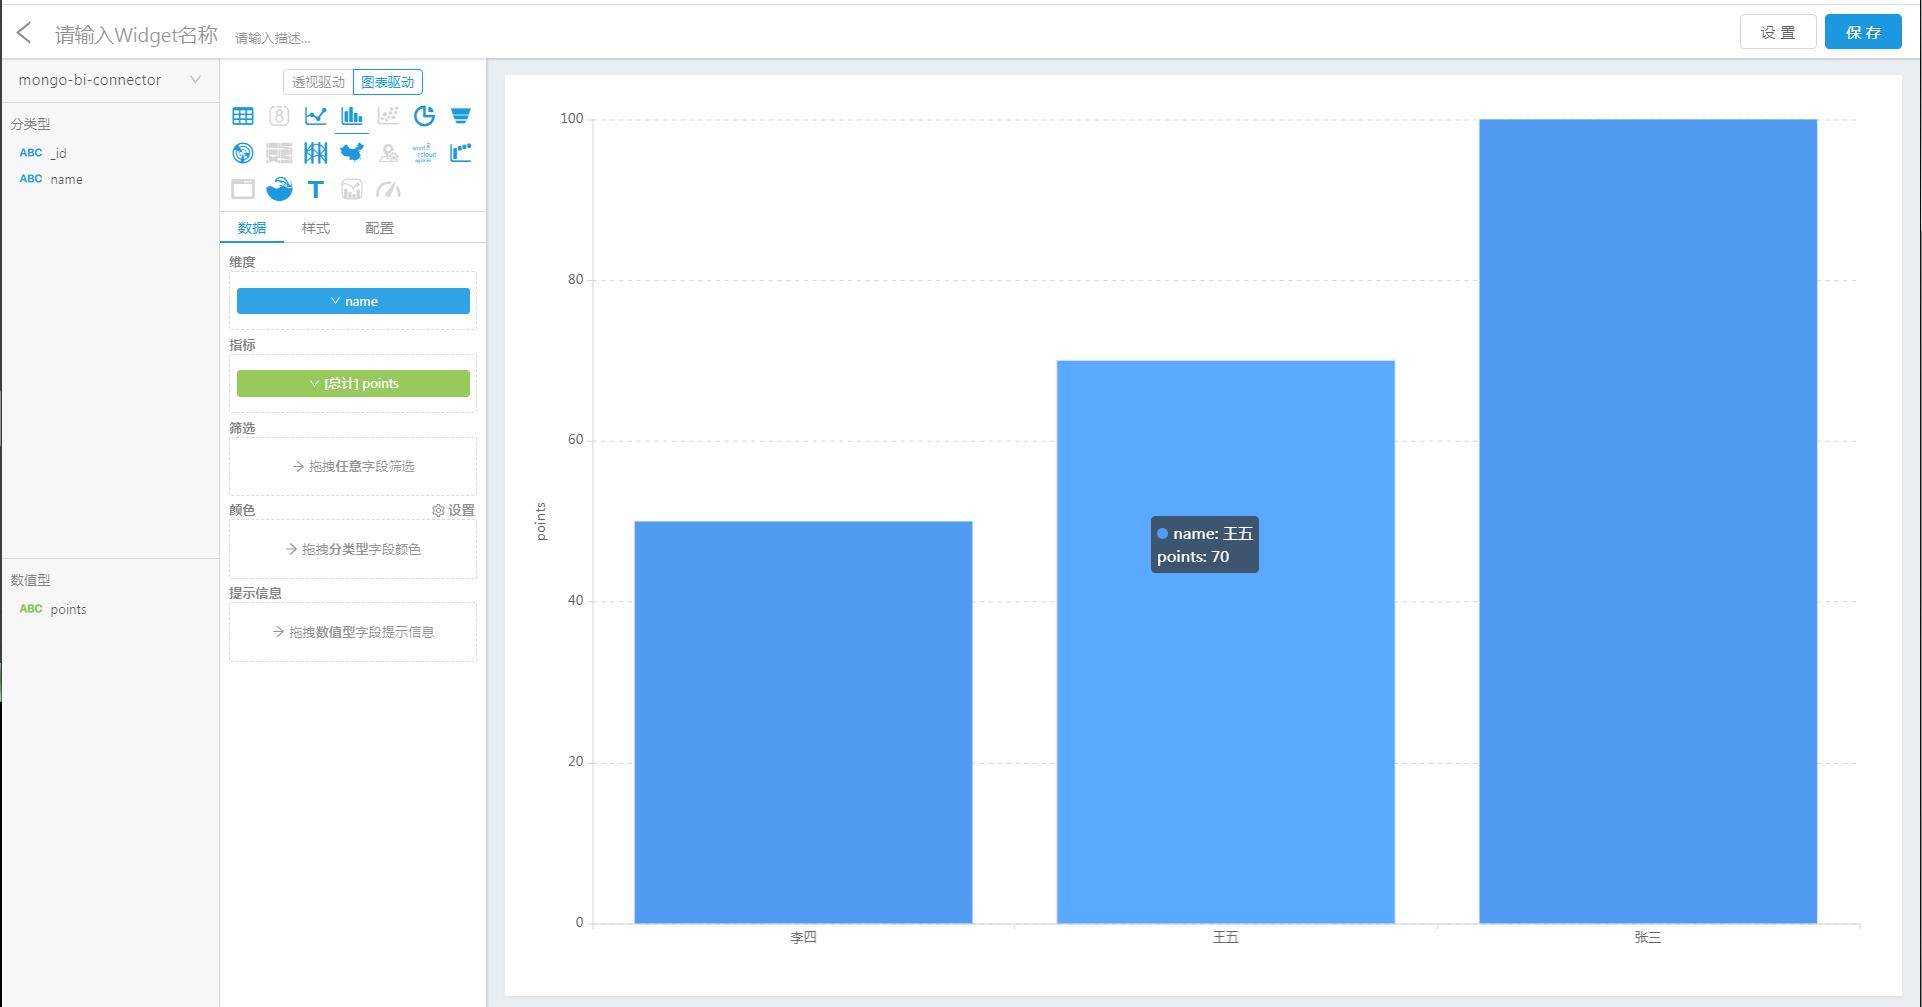 请输入Widget名称 请输入描述...
设 置 保 存
mongo-bi-connector
分类型
ABC _id
ABC name
数值型
ABC points
透视驱动 图表驱动
数据 样式 配置
维度
name
指标
[总计] points
筛选
拖拽任意字段筛选
颜色 设置
拖拽分类型字段颜色
提示信息
拖拽数值型字段提示信息
100
80
60
40
20
0
points
name: 王五
points: 70
李四 王五 张三